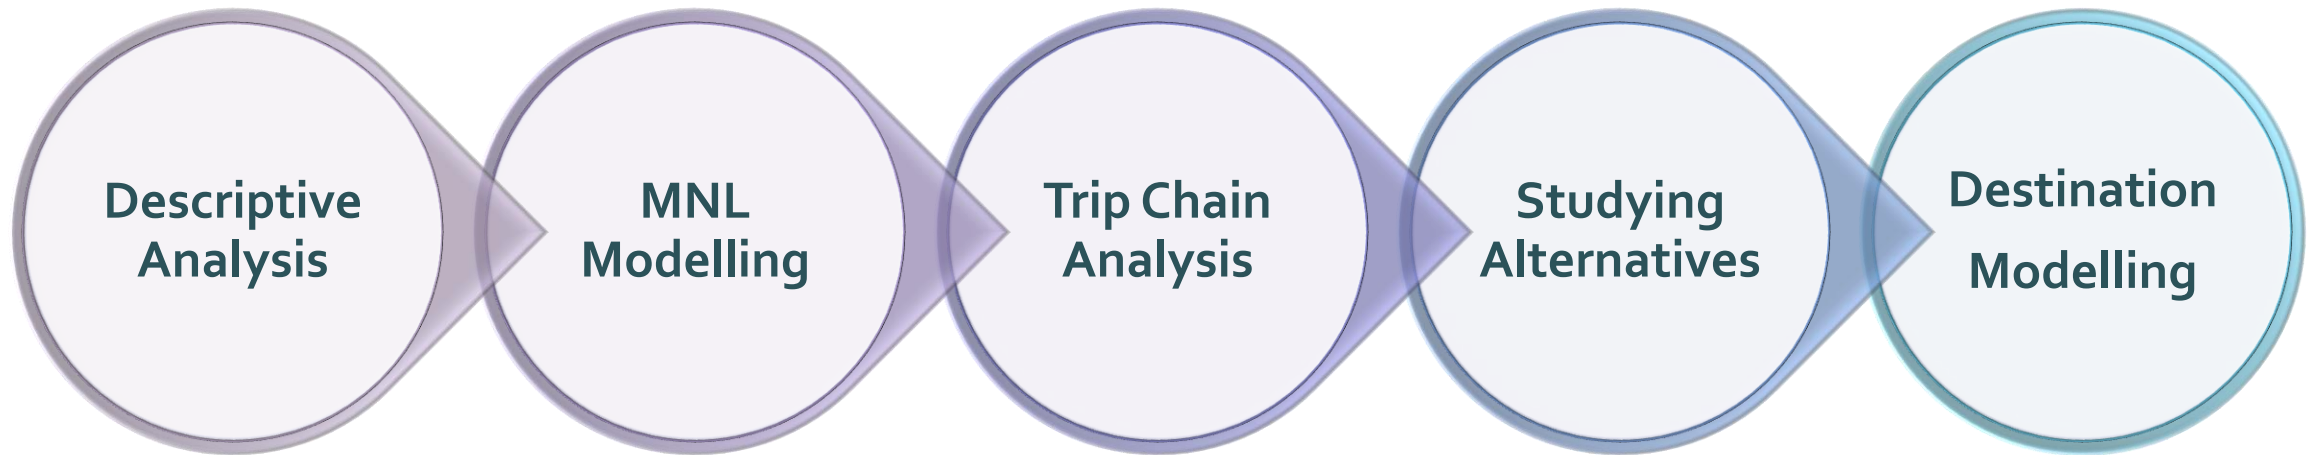 Descriptive
Analysis
MNL
Modelling
Trip Chain
Analysis
Studying
Alternatives
Destination
Modelling